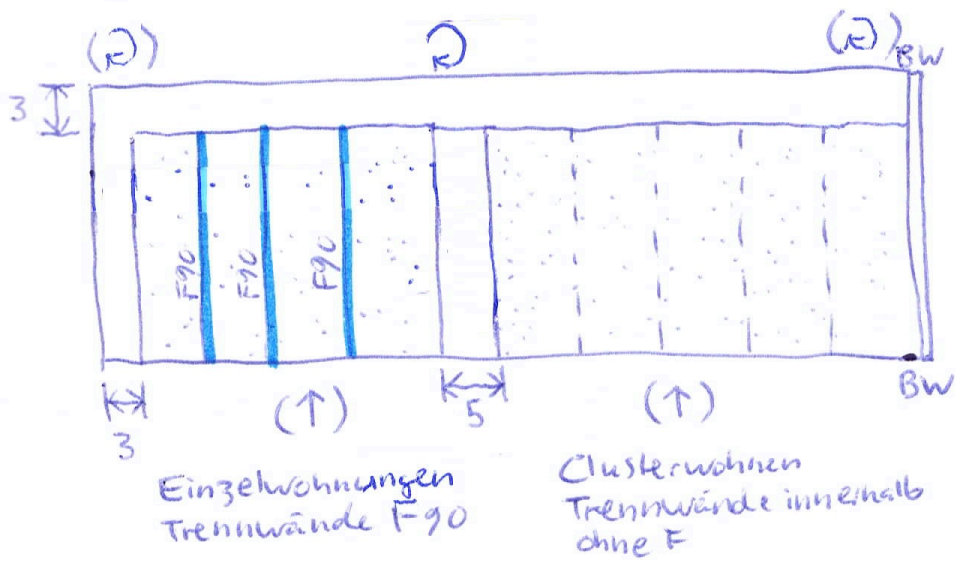 BW
3
F90
F90
F90
3
5
BW
(↑)
(↑)
Einzelwohnungen
Trennwände F90
Clusterwohnen
Trennwände innerhalb
ohne F